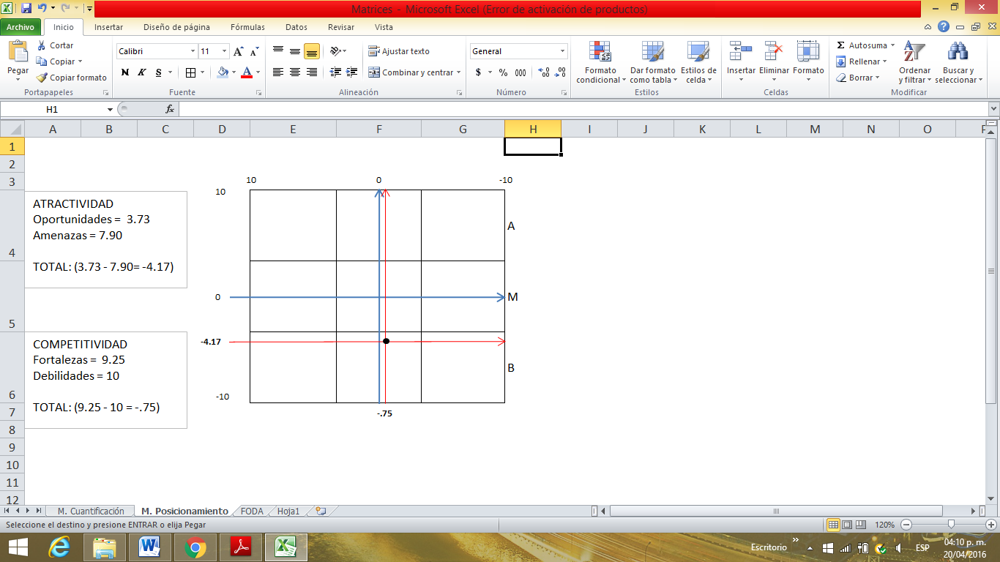 Matrices - Microsoft Excel (Error de activación de productos)
Archivo Inicio Insertar Diseño de página Fórmulas Datos Revisar Vista
Pegar
Cortar
Copiar
Copiar formato
Portapapeles
Calibri 11
N K S
Fuente
Ajustar texto
Combinar y centrar
Alineación
General
$ % 000
Número
Formato condicional
Dar formato como tabla
Estilos de celda
Estilos
Insertar Eliminar Formato
Celdas
Autosuma
Rellenar
Borrar
Ordenar y filtrar
Buscar y seleccionar
Modificar
H1 fx
A B C D E F G H I J K L M N O P
1
2
3
4
5
6
7
8
9
10
11
12
ATRACTIVIDAD
Oportunidades = 3.73
Amenazas = 7.90
TOTAL: (3.73 - 7.90= -4.17)
COMPETITIVIDAD
Fortalezas = 9.25
Debilidades = 10
TOTAL: (9.25 - 10 = -.75)
10 0 -10
10
0
-4.17
-10
A
M
B
-.75
M. Cuantificación M. Posicionamiento FODA Hoja1
Seleccione el destino y presione ENTRAR o elija Pegar
120%
Escritorio
ESP
04:10 p. m.
20/04/2016